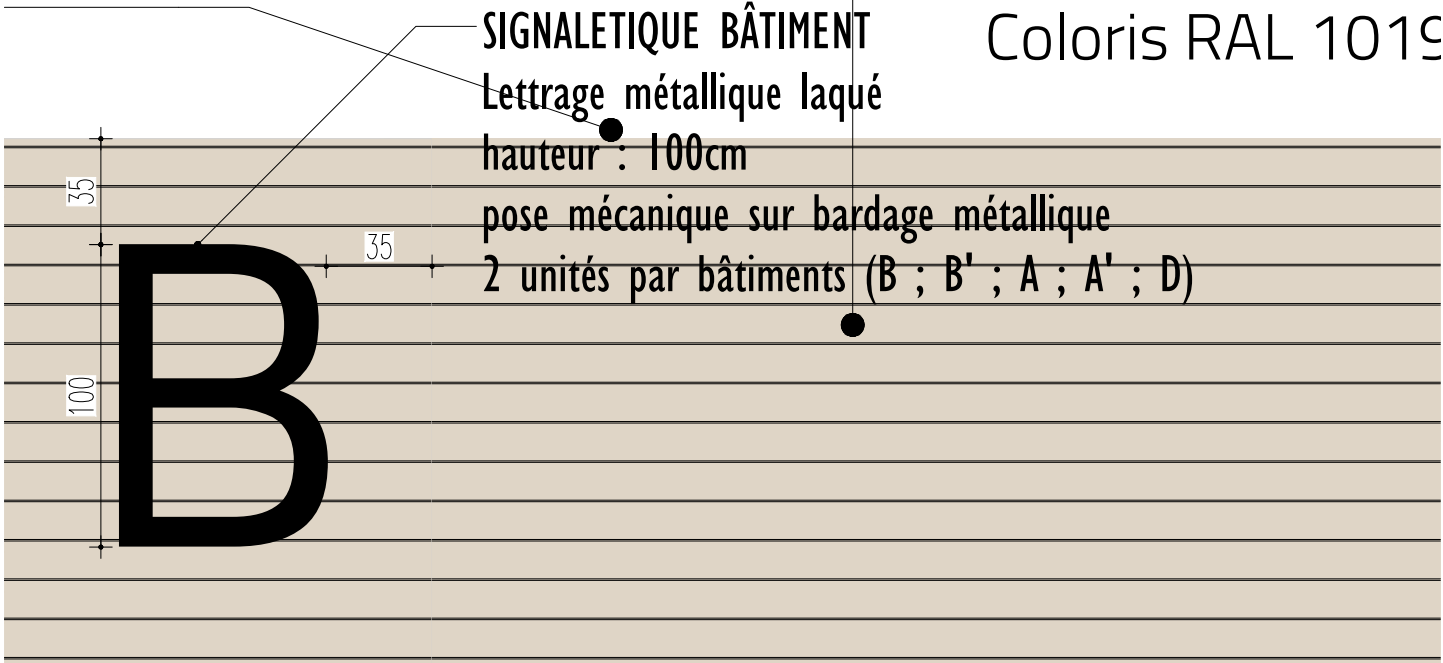 SIGNALETIQUE BÂTIMENT
Coloris RAL 1019
Lettrage métallique laqué
hauteur : 100cm
pose mécanique sur bardage métallique
2 unités par bâtiments (B ; B' ; A ; A' ; D)
35
35
100
B